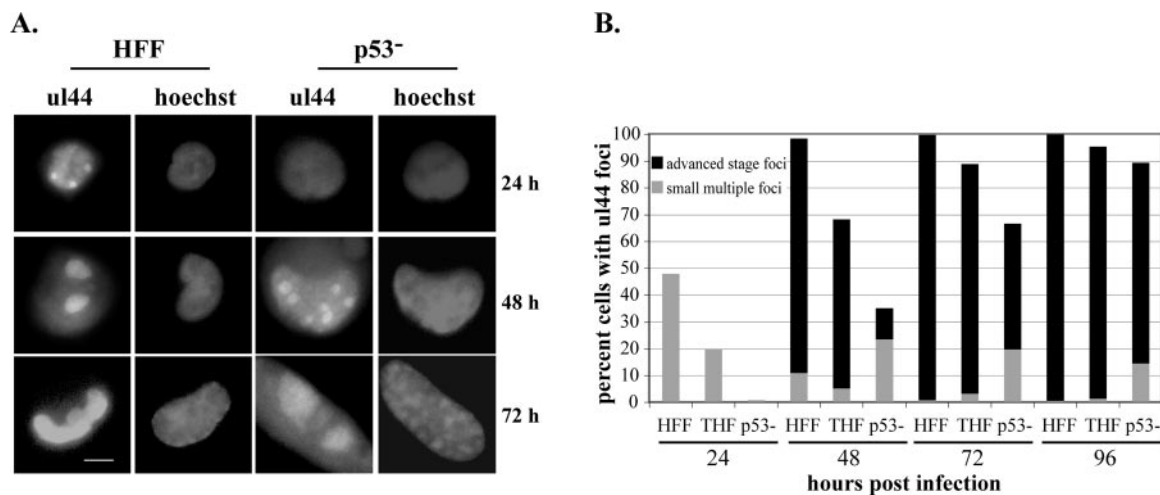 A.
HFF p53-
ul44 hoechst ul44 hoechst
24 h
48 h
72 h
B.
percent cells with ul44 foci
100
90
80
70
60
50
40
30
20
10
0
advanced stage foci
small multiple foci
HFF THF p53- HFF THF p53- HFF THF p53- HFF THF p53-
24 48 72 96
hours post infection